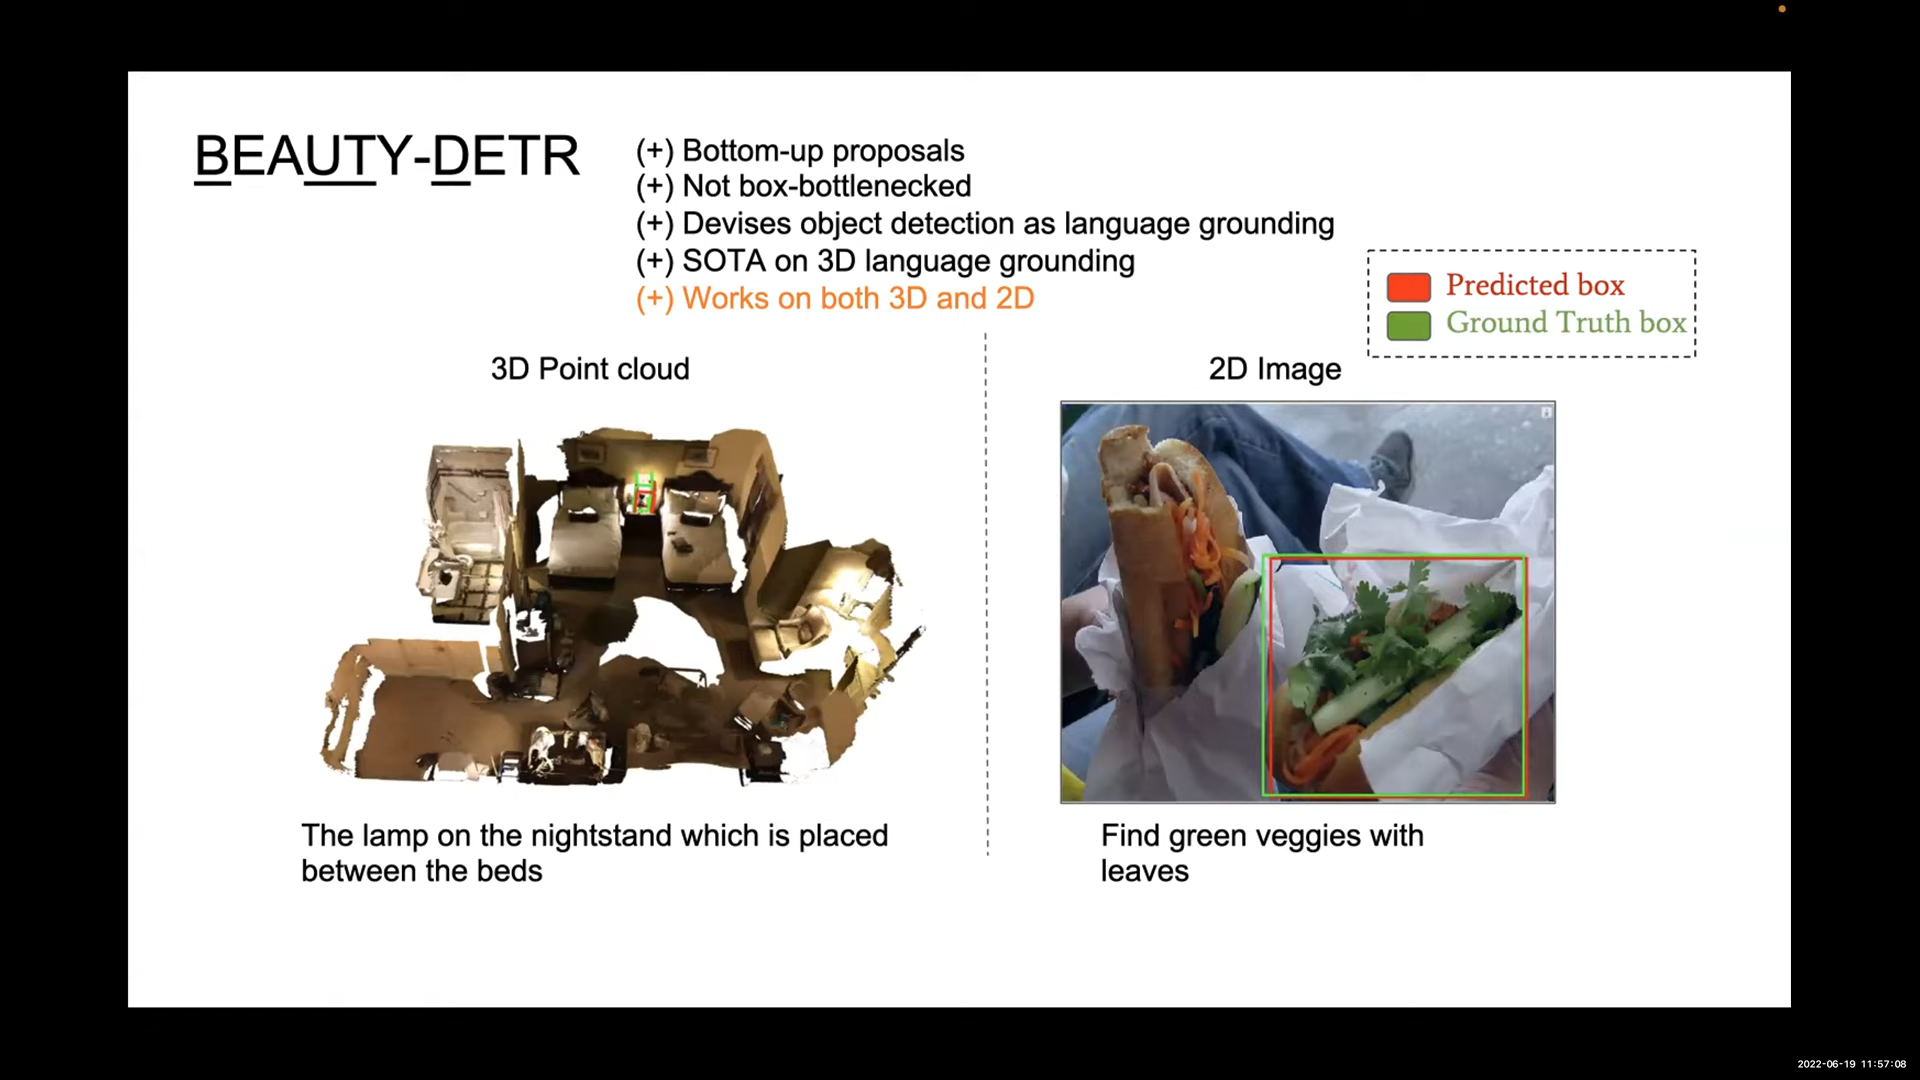 BEAUTY-DETR
(+) Bottom-up proposals
(+) Not box-bottlenecked
(+) Devises object detection as language grounding
(+) SOTA on 3D language grounding
(+) Works on both 3D and 2D
Predicted box
Ground Truth box
3D Point cloud
2D Image
The lamp on the nightstand which is placed
between the beds
Find green veggies with
leaves
2022-06-19 11:57:08